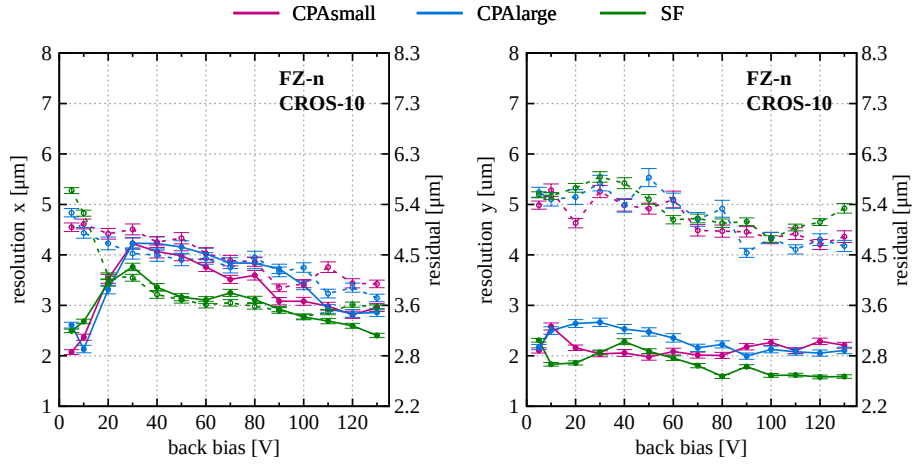 CPAsmall CPAlarge SF
FZ-n
CROS-10
resolution x [μm]
8
7
6
5
4
3
2
1
8.3
7.3
6.3
5.4
4.5
3.6
2.8
2.2
residual [μm]
0 20 40 60 80 100 120
back bias [V]
FZ-n
CROS-10
resolution y [um]
8
7
6
5
4
3
2
1
8.3
7.3
6.3
5.4
4.5
3.6
2.8
2.2
residual [μm]
0 20 40 60 80 100 120
back bias [V]